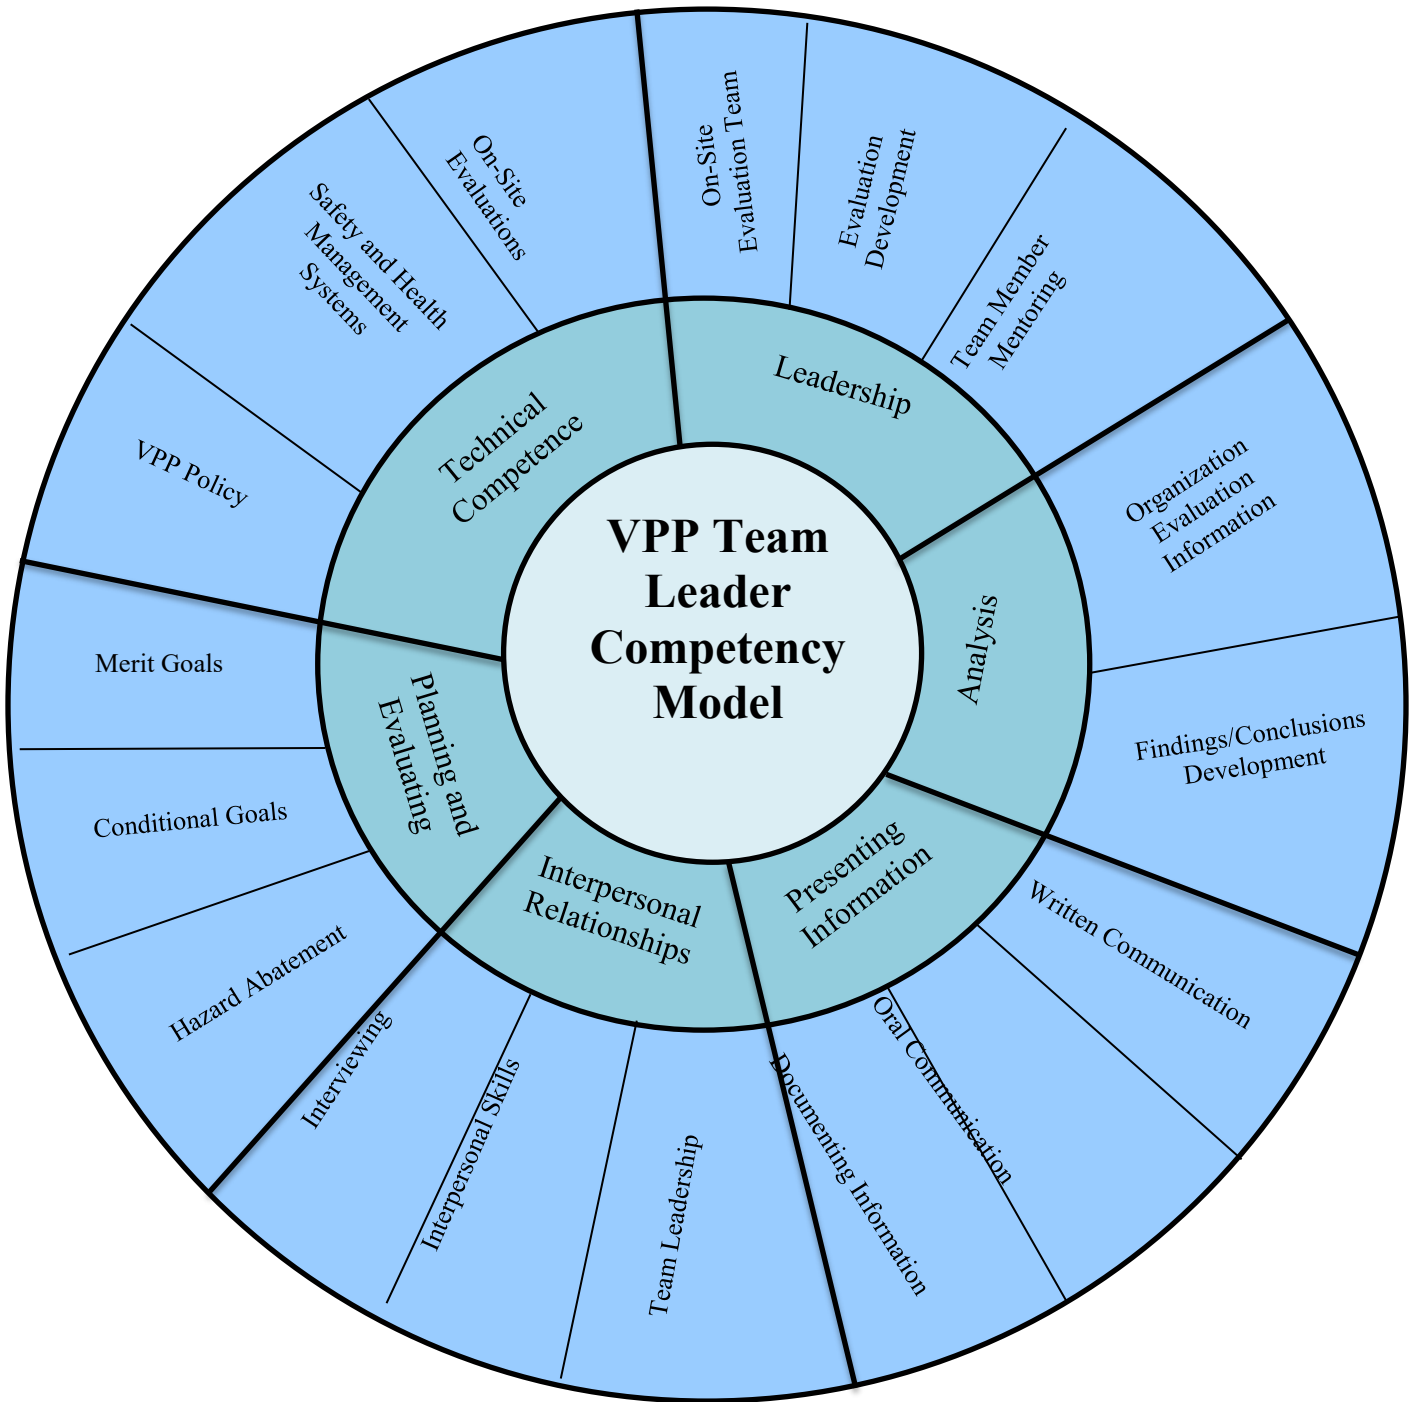 VPP Team
Leader
Competency
Model
Leadership
On-Site
Evaluation Team
Evaluation
Development
Team Member
Mentoring
Analysis
Organization
Evaluation
Information
Findings/Conclusions
Development
Presenting
Information
Written Communication
Oral Communication
Documenting Information
Interpersonal
Relationships
Team Leadership
Interpersonal Skills
Interviewing
Planning and
Evaluating
Hazard Abatement
Conditional Goals
Merit Goals
Technical
Competence
VPP Policy
Safety and Health
Management
Systems
On-Site
Evaluations